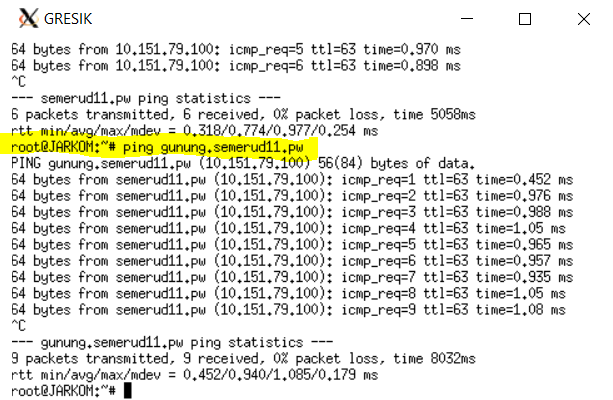 GRESIK
64 bytes from 10.151.79.100: icmp_req=5 ttl=63 time=0.970 ms
64 bytes from 10.151.79.100: icmp_req=6 ttl=63 time=0.898 ms
^C
--- semerud11.pw ping statistics ---
6 packets transmitted, 6 received, 0% packet loss, time 5058ms
rtt min/avg/max/mdev = 0.318/0.774/0.977/0.254 ms
root@JARKOM:~# ping gunung.semerud11.pw
PING gunung.semerud11.pw (10.151.79.100) 56(84) bytes of data.
64 bytes from semerud11.pw (10.151.79.100): icmp_req=1 ttl=63 time=0.452 ms
64 bytes from semerud11.pw (10.151.79.100): icmp_req=2 ttl=63 time=0.976 ms
64 bytes from semerud11.pw (10.151.79.100): icmp_req=3 ttl=63 time=0.988 ms
64 bytes from semerud11.pw (10.151.79.100): icmp_req=4 ttl=63 time=1.05 ms
64 bytes from semerud11.pw (10.151.79.100): icmp_req=5 ttl=63 time=0.965 ms
64 bytes from semerud11.pw (10.151.79.100): icmp_req=6 ttl=63 time=0.957 ms
64 bytes from semerud11.pw (10.151.79.100): icmp_req=7 ttl=63 time=0.935 ms
64 bytes from semerud11.pw (10.151.79.100): icmp_req=8 ttl=63 time=1.05 ms
64 bytes from semerud11.pw (10.151.79.100): icmp_req=9 ttl=63 time=1.08 ms
^C
--- gunung.semerud11.pw ping statistics ---
9 packets transmitted, 9 received, 0% packet loss, time 8032ms
rtt min/avg/max/mdev = 0.452/0.940/1.085/0.179 ms
root@JARKOM:~#